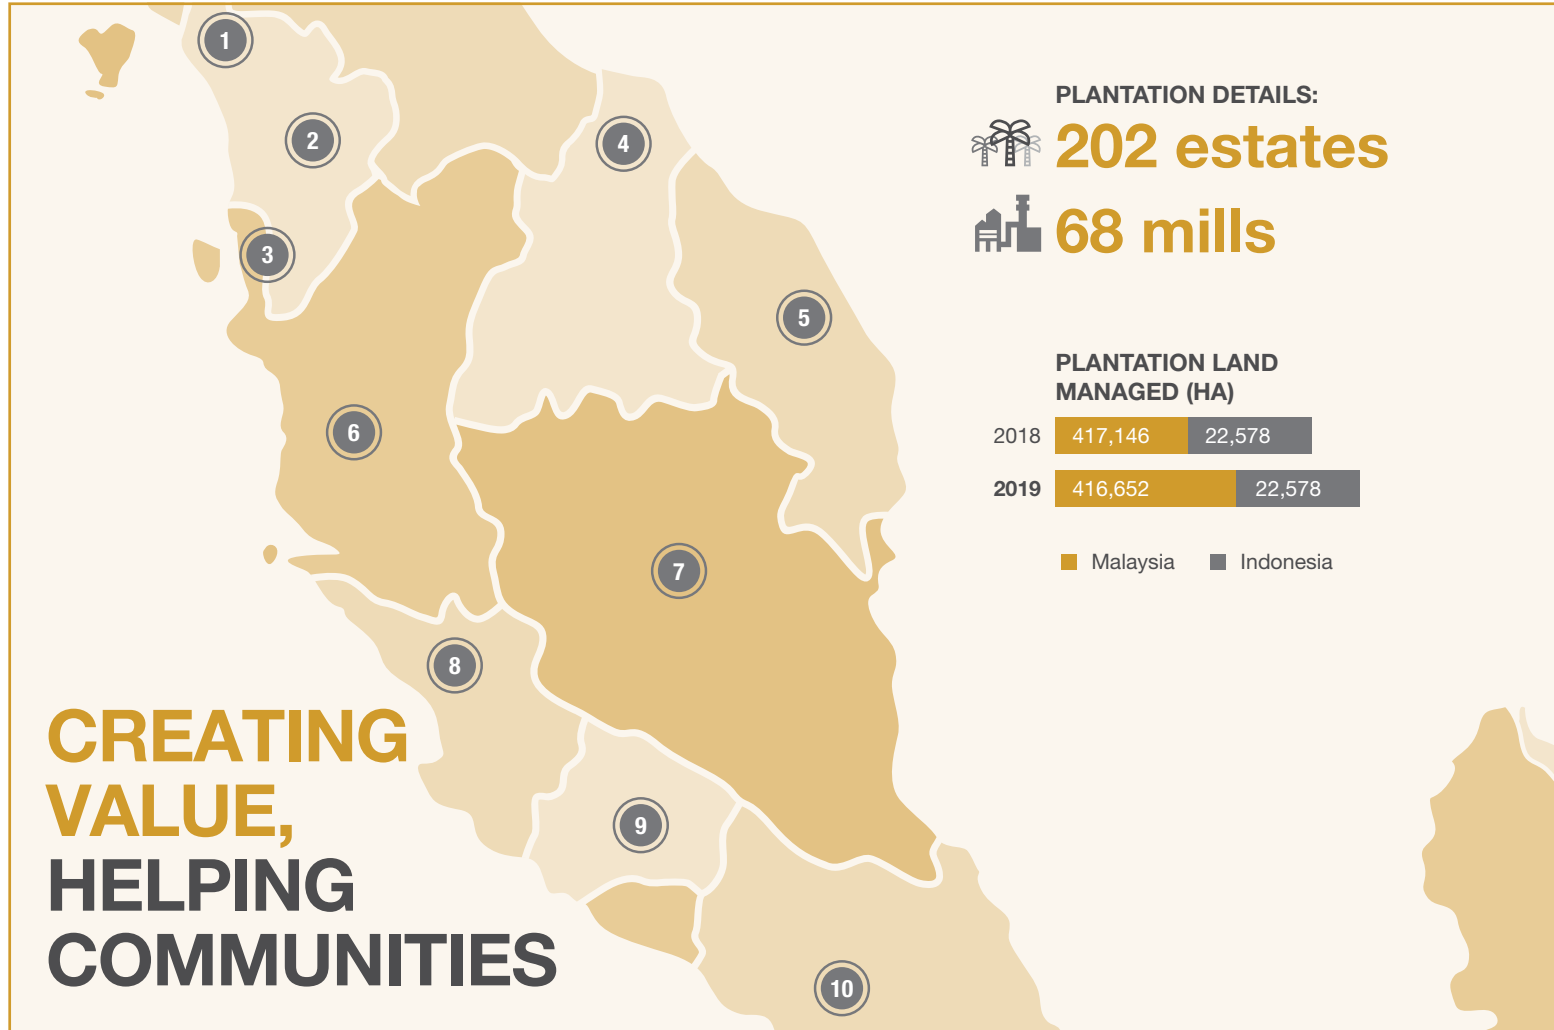 1
2
3
4
5
6
7
8
9
10
PLANTATION DETAILS:
202 estates
68 mills
PLANTATION LAND
MANAGED (HA)
2018 417,146 22,578
2019 416,652 22,578
Malaysia Indonesia
CREATING
VALUE,
HELPING
COMMUNITIES